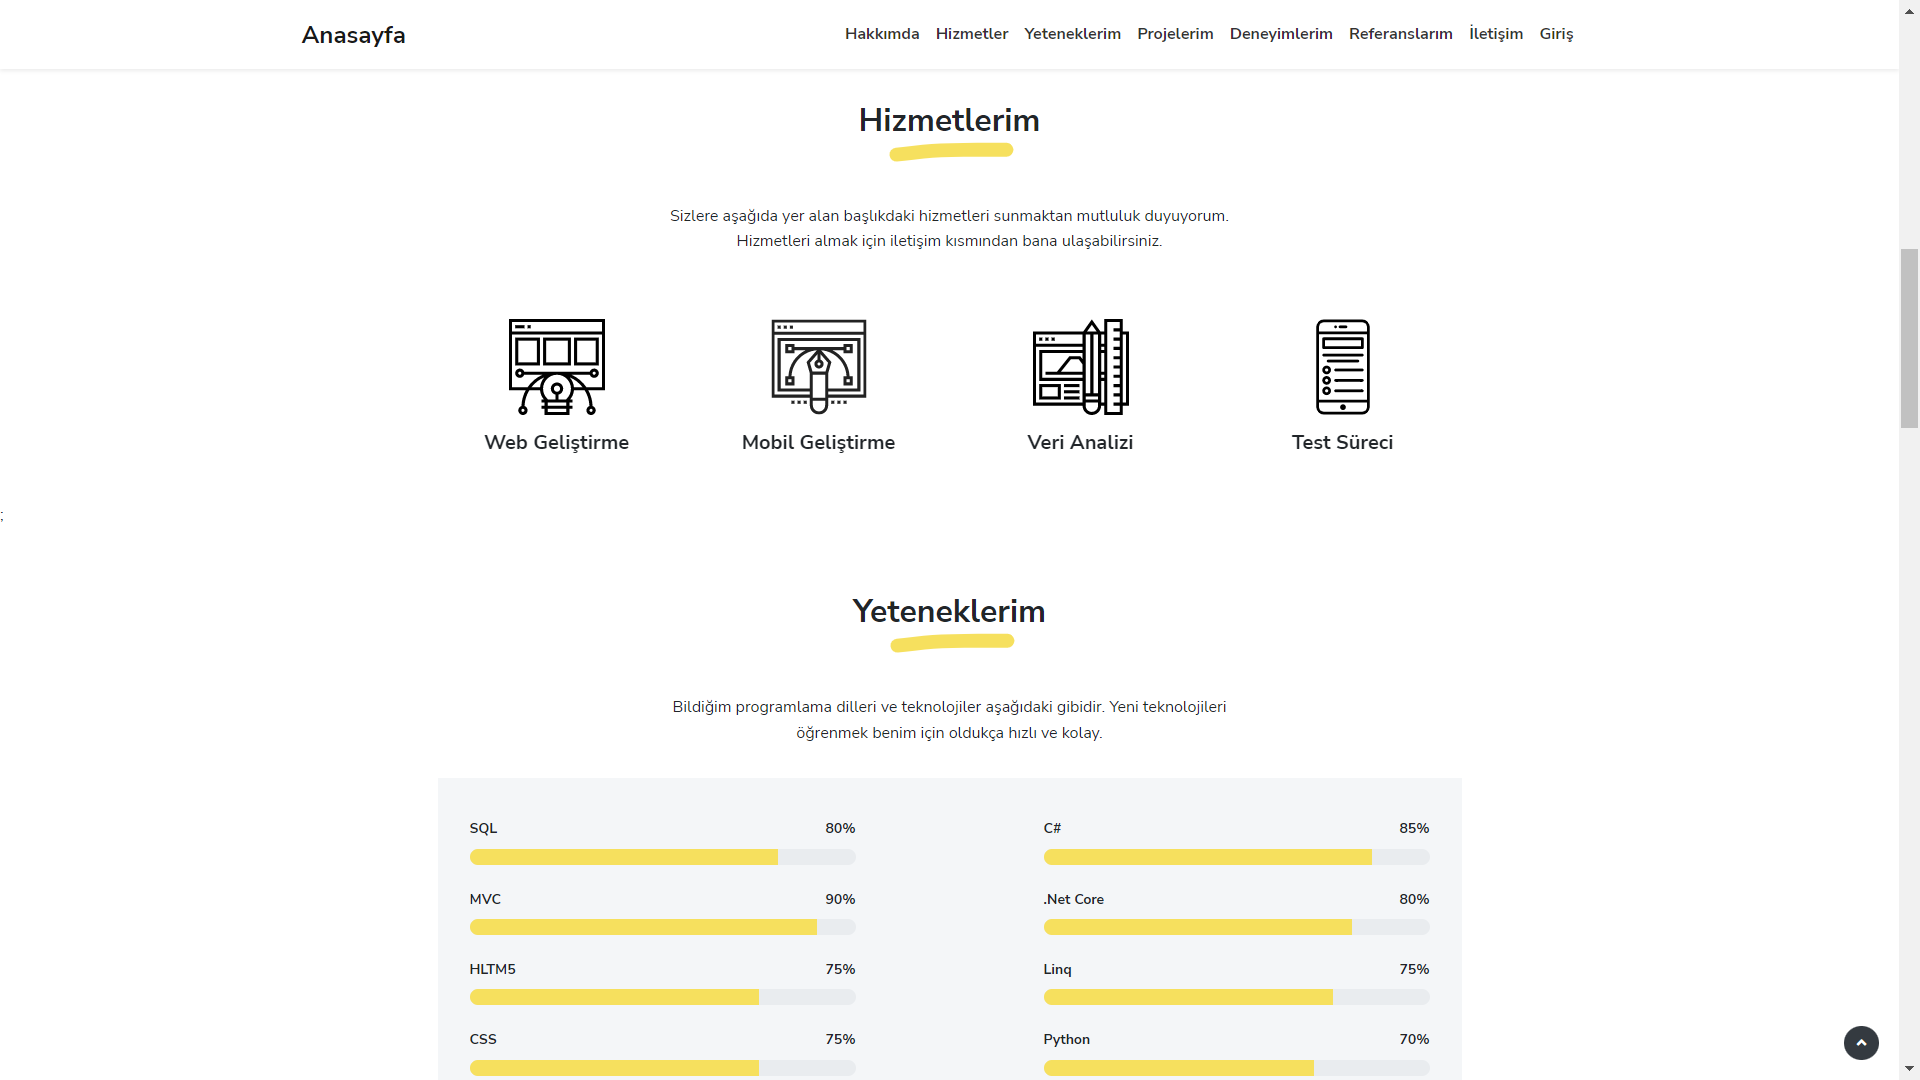 Anasayfa
Hakkımda Hizmetler Yeteneklerim Projelerim Deneyimlerim Referanslarım İletişim Giriş
Hizmetlerim
Sizlere aşağıda yer alan başlıkdaki hizmetleri sunmaktan mutluluk duyuyorum.
Hizmetleri almak için iletişim kısmından bana ulaşabilirsiniz.
Web Geliştirme
Mobil Geliştirme
Veri Analizi
Test Süreci
;
Yeteneklerim
Bildiğim programlama dilleri ve teknolojiler aşağıdaki gibidir. Yeni teknolojileri
öğrenmek benim için oldukça hızlı ve kolay.
SQL 80%
C# 85%
MVC 90%
.Net Core 80%
HLTM5 75%
Linq 75%
CSS 75%
Python 70%